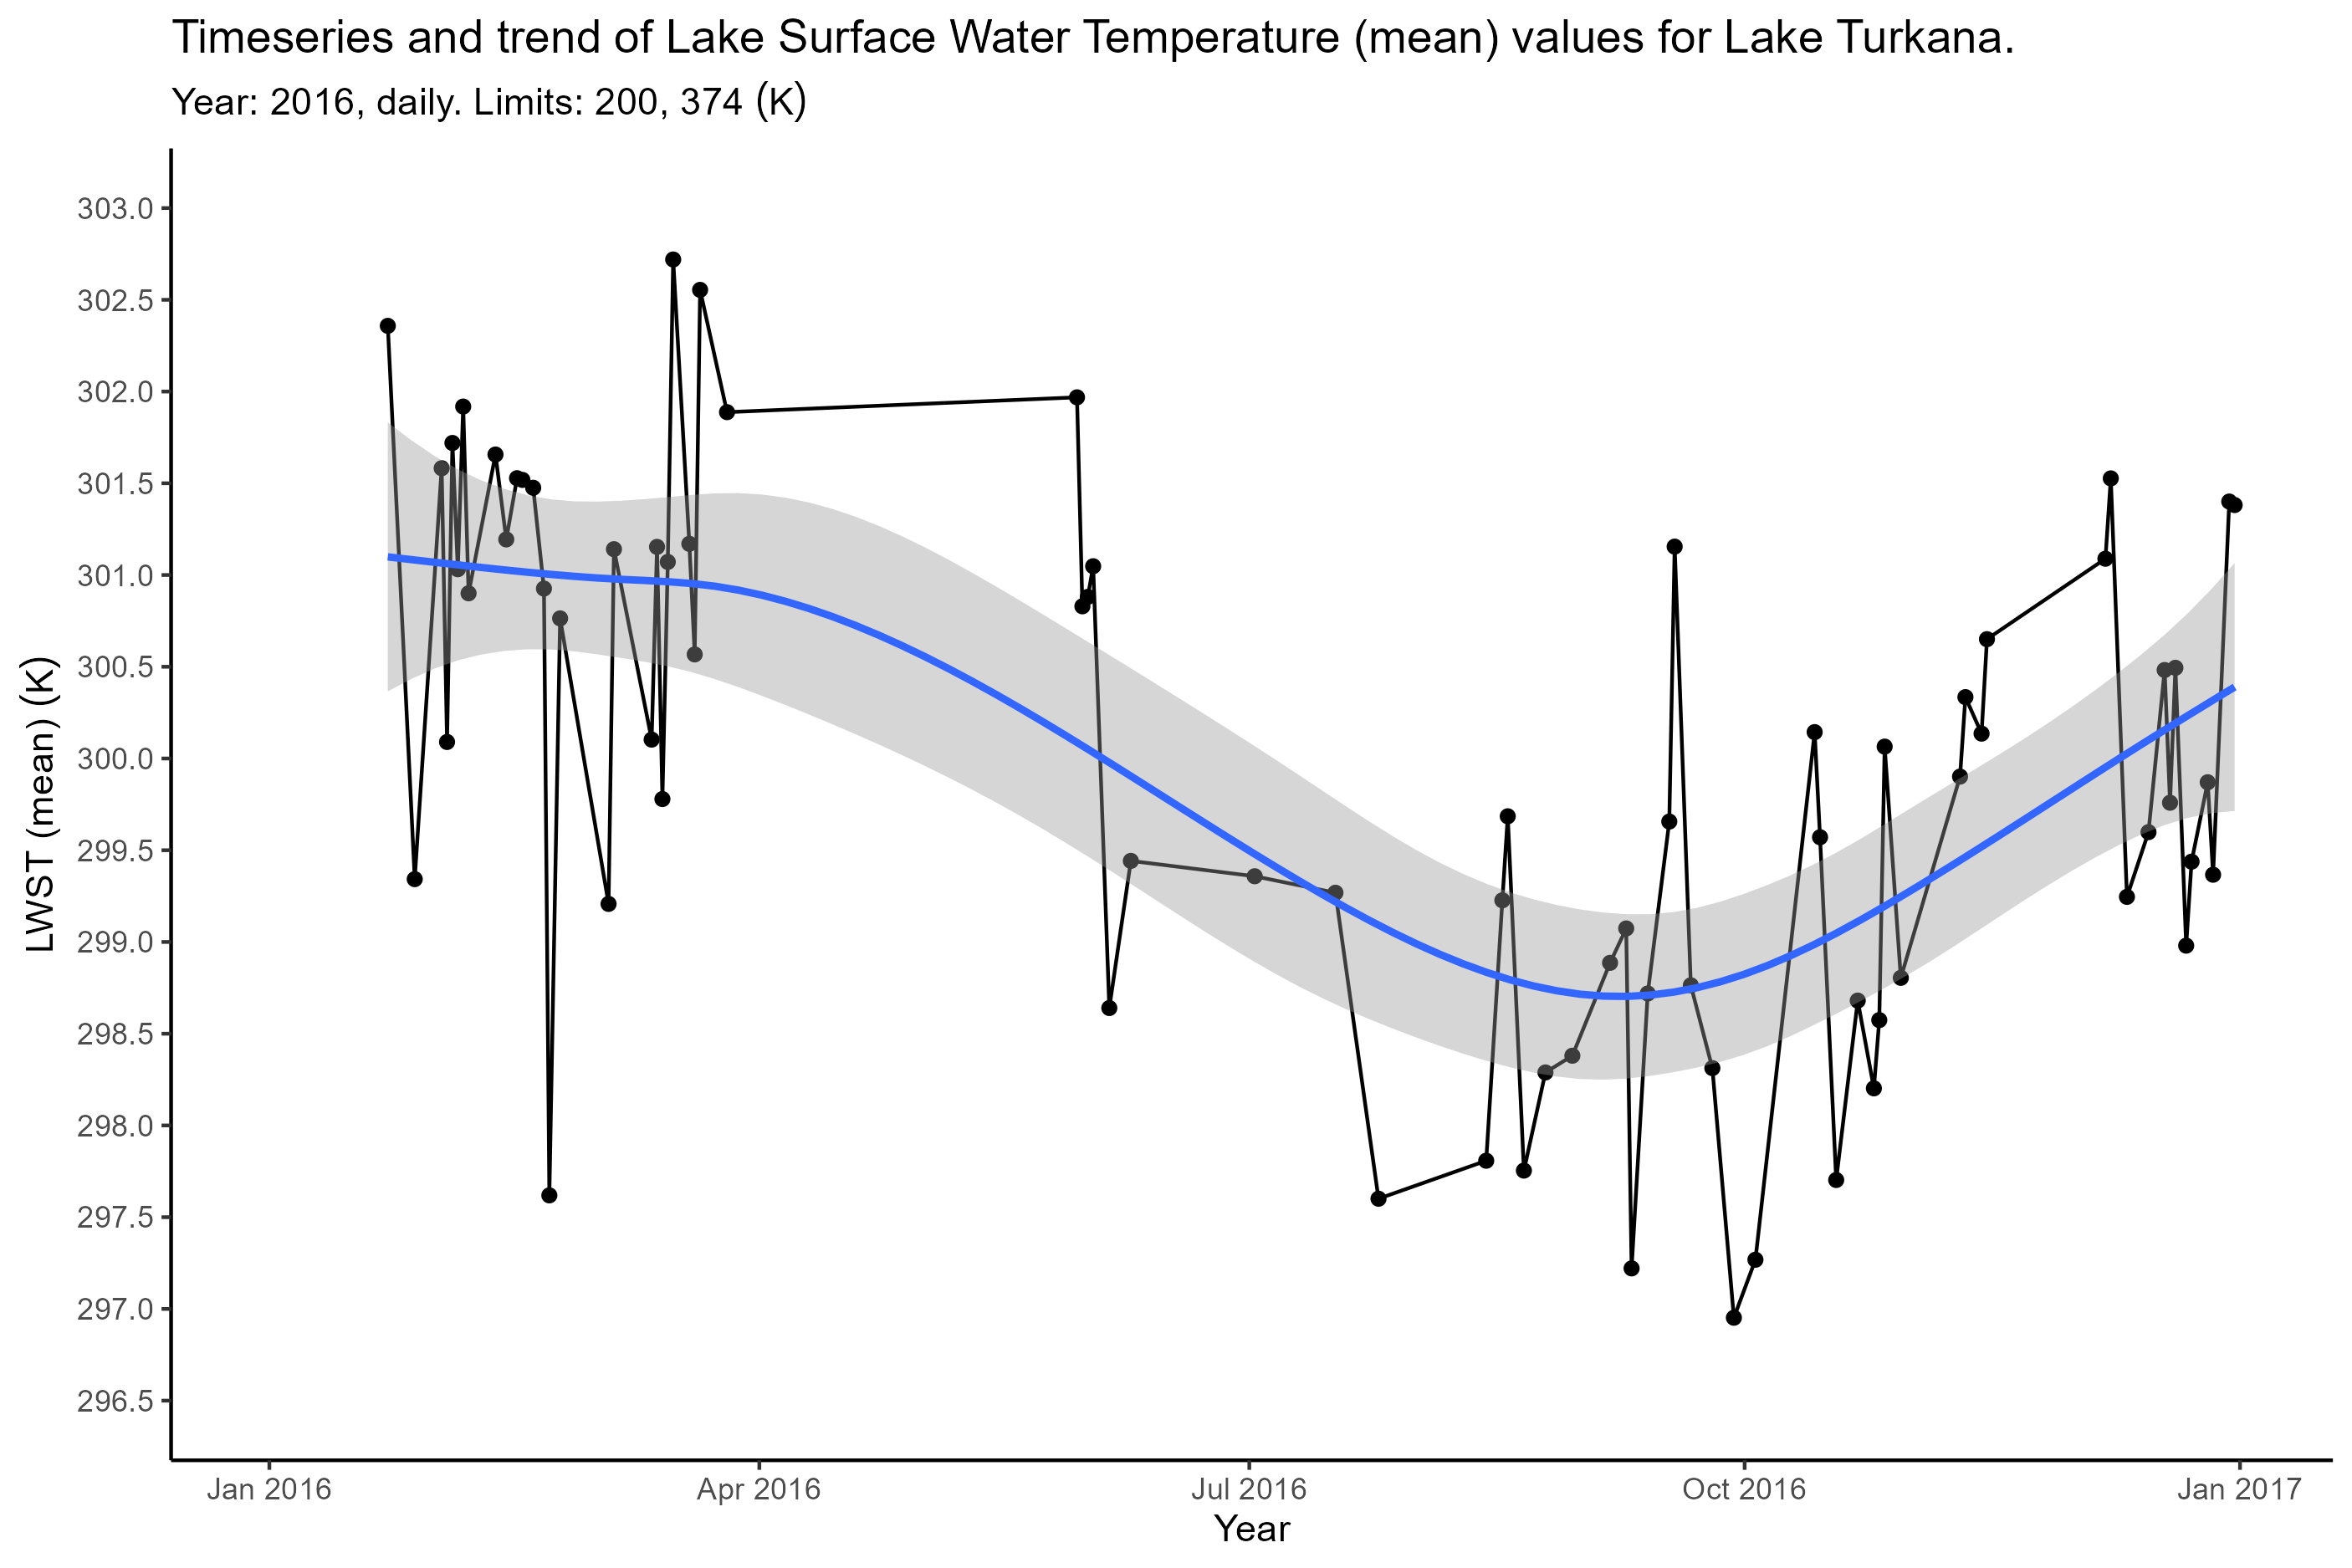 Timeseries and trend of Lake Surface Water Temperature (mean) values for Lake Turkana.
Year: 2016, daily. Limits: 200, 374 (K)
LWST (mean) (K)
303.0
302.5
302.0
301.5
301.0
300.5
300.0
299.5
299.0
298.5
298.0
297.5
297.0
296.5
Jan 2016 Apr 2016 Jul 2016 Oct 2016 Jan 2017
Year